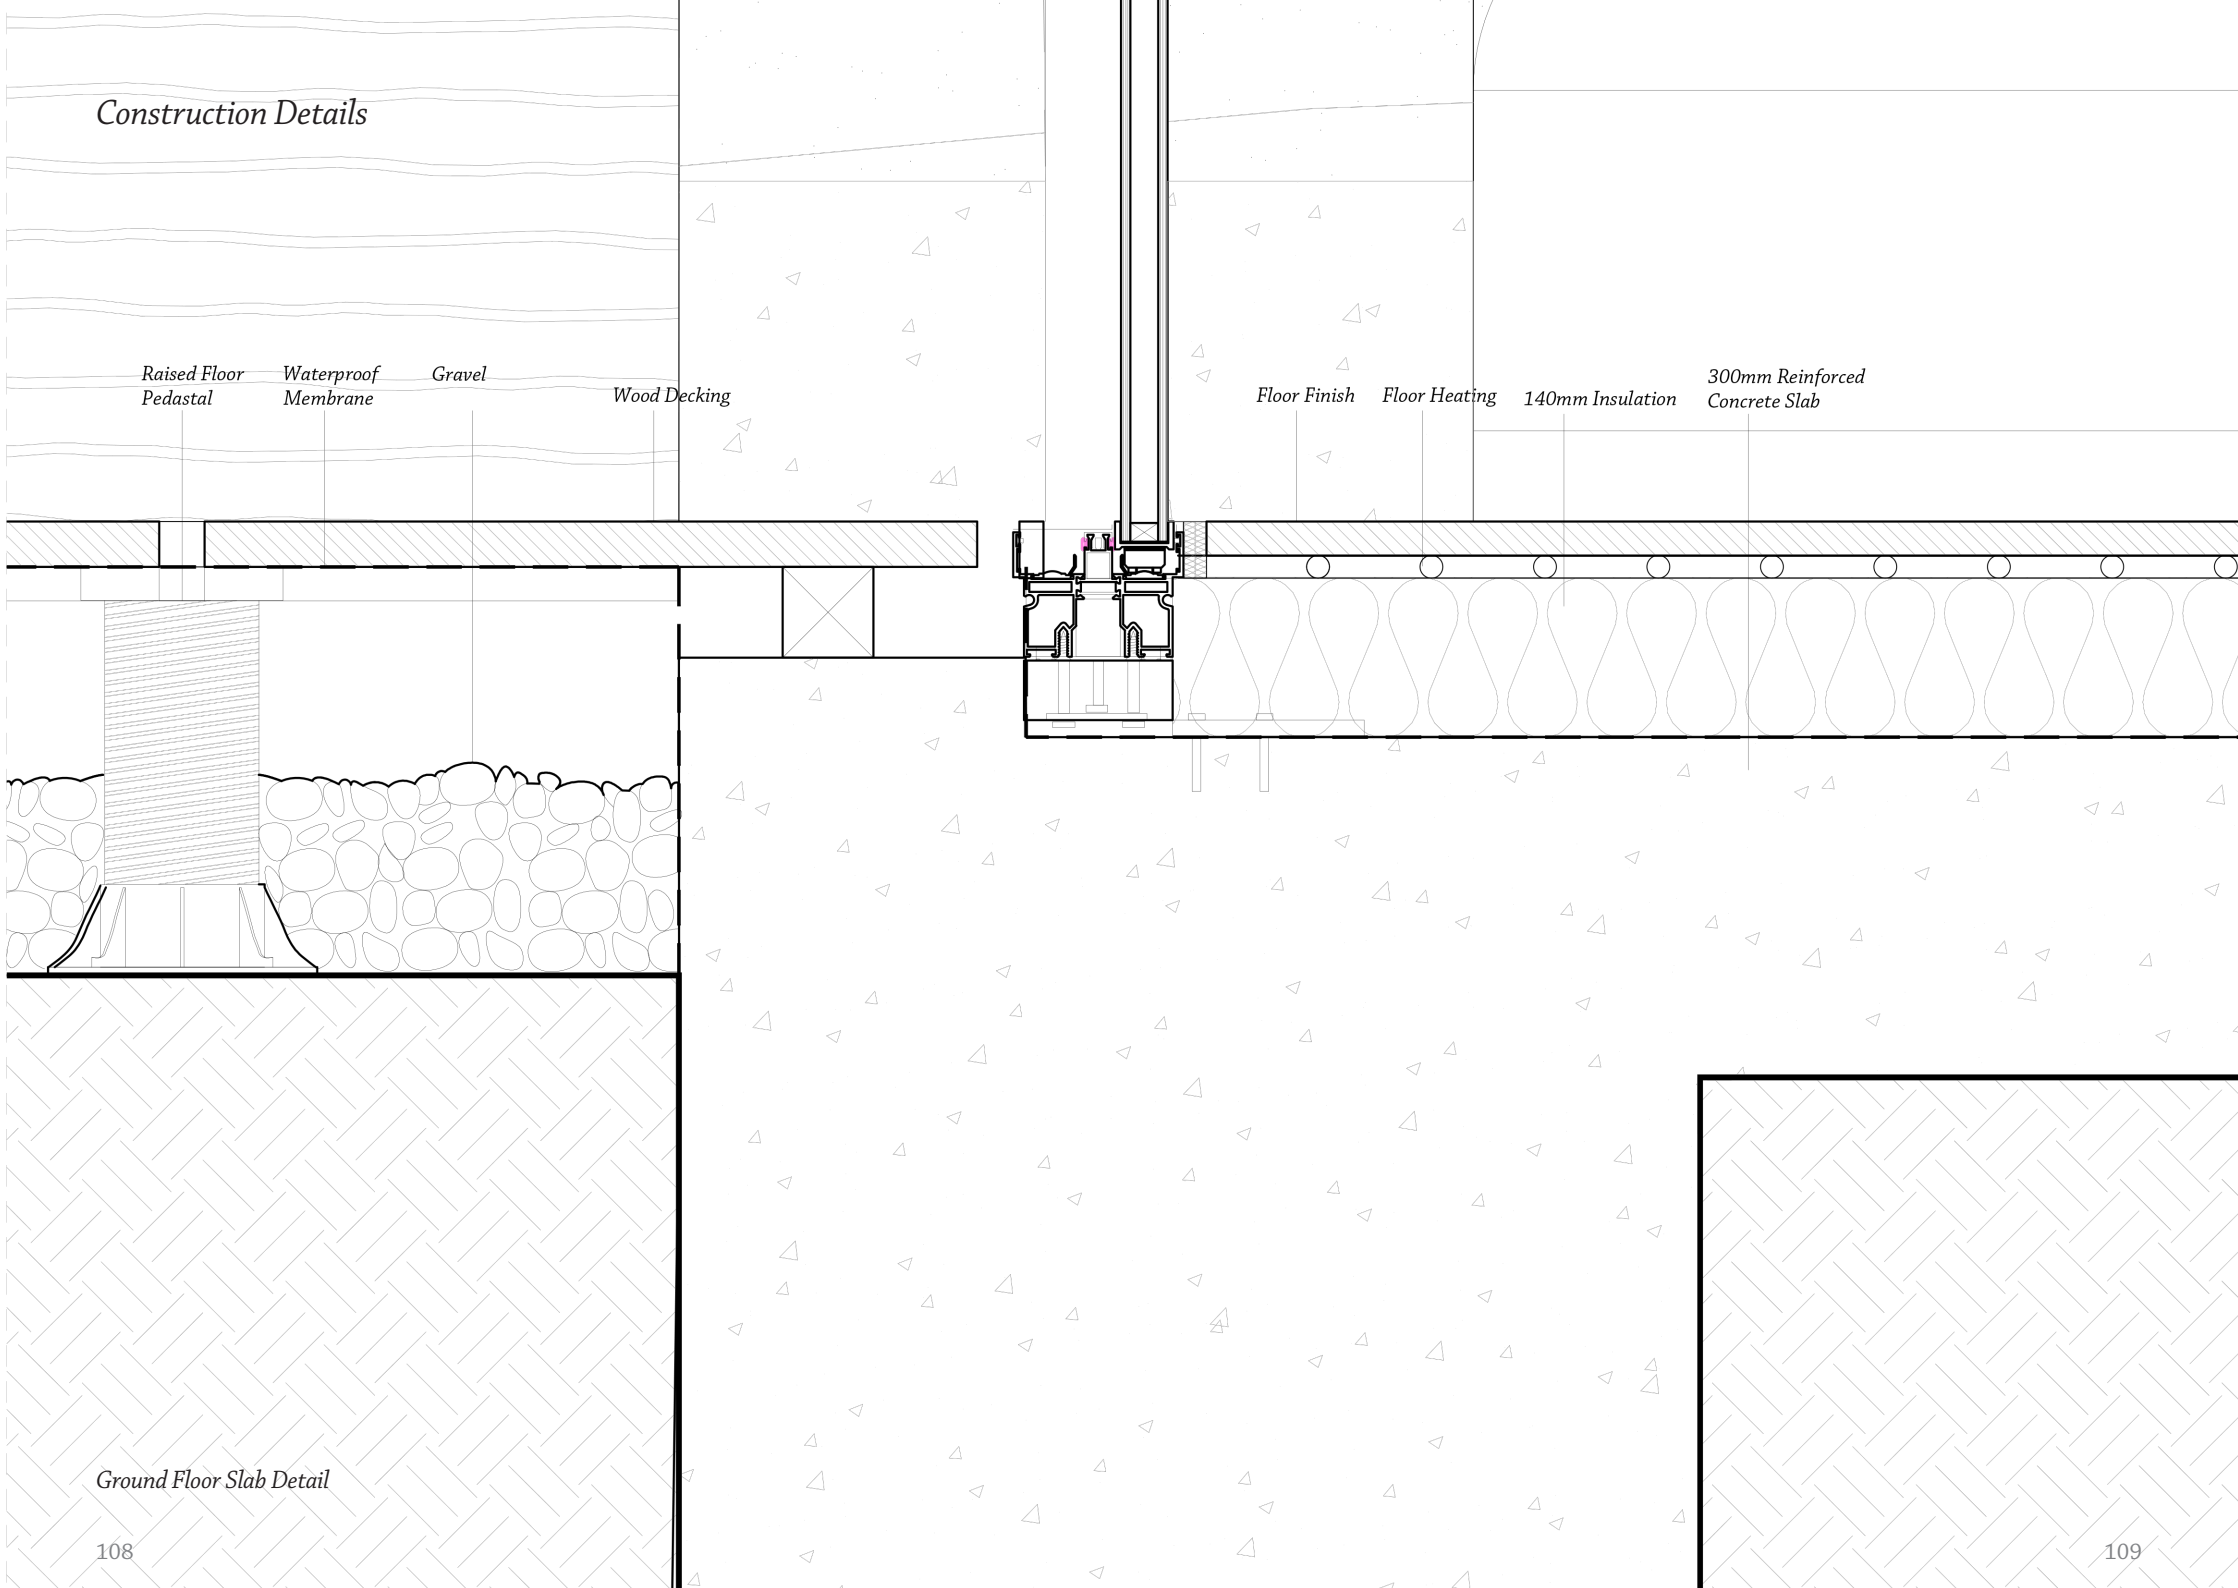 Construction Details
Raised Floor
Pedastal
Waterproof
Membrane
Gravel
Wood Decking
Floor Finish
Floor Heating
140mm Insulation
300mm Reinforced
Concrete Slab
Ground Floor Slab Detail
108
109